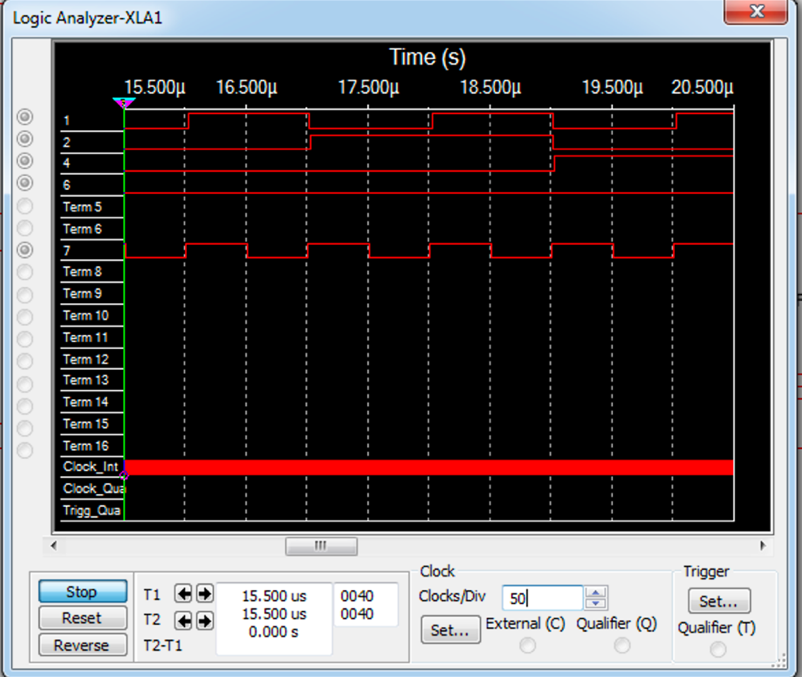 Logic Analyzer-XLA1
Time (s)
15.500µ 16.500µ 17.500µ 18.500µ 19.500µ 20.500µ
1
2
4
6
Term 5
Term 6
7
Term 8
Term 9
Term 10
Term 11
Term 12
Term 13
Term 14
Term 15
Term 16
Clock_Int
Clock_Qua
Trigg_Qua
Stop
Reset
Reverse
T1 15.500 us 0040
T2 15.500 us 0040
T2-T1 0.000 s
Clock
Clocks/Div 50
Set... External (C) Qualifier (Q)
Trigger
Set...
Qualifier (T)